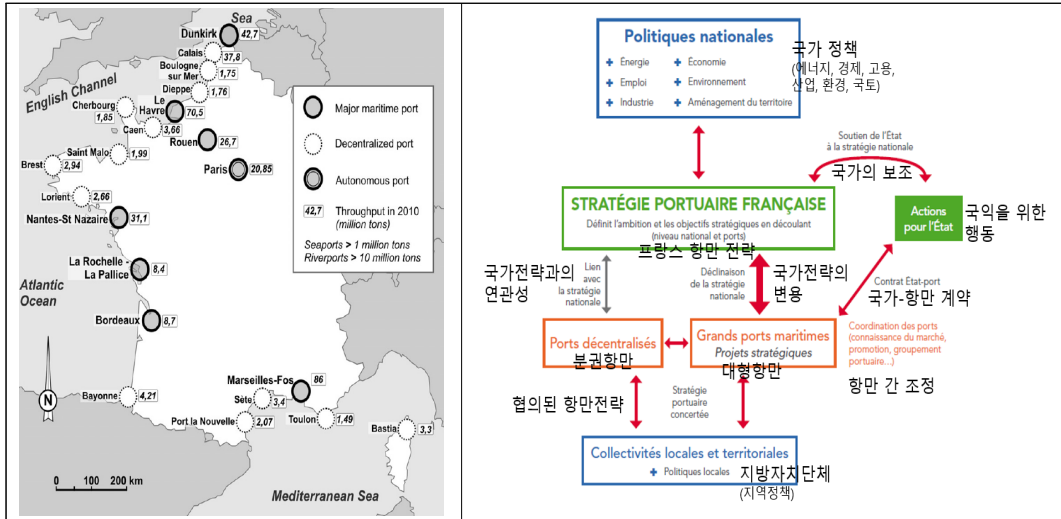 Sea
Dunkirk
42,7
Calais
37,8
Boulogne
sur Mer
1,75
Dieppe
1,76
English Channel
Cherbourg
1,85
Le
Havre
70,5
Caen
3,66
Rouen
26,7
Saint Malo
1,99
Paris
20,85
Brest
2,94
Lorient
2,66
Nantes-St Nazaire
31,1
La Rochelle -
La Pallice
8,4
Atlantic
Ocean
Bordeaux
8,7
Bayonne
4,21
Marseilles-Fos
86
Sète
3,4
Port la Nouvelle
2,07
Toulon
1,49
Bastia
3,3
N
0 100 200 km
Mediterranean Sea
Major maritime port
Decentralized port
Autonomous port
42,7
Throughput in 2010
(million tons)
Seaports > 1 million tons
Riverports > 10 million tons
Politiques nationales
+ Énergie
+ Économie
+ Emploi
+ Environnement
+ Industrie
+ Aménagement du territoire
국가 정책
(에너지, 경제, 고용,
산업, 환경, 국토)
Soutien de l'État
à la stratégie nationale
국가의 보조
STRATÉGIE PORTUAIRE FRANÇAISE
Définit l'ambition et les objectifs stratégiques en découlant
(niveau national et ports)
프랑스 항만 전략
Actions
pour l'État
국익을 위한
행동
국가전략과의
연관성
Lien
avec
la stratégie
nationale
Déclinaison
de la stratégie
nationale
국가전략의
변용
Contrat État-port
국가-항만 계약
Ports décentralisés
분권항만
Grands ports maritimes
Projets stratégiques
대형항만
Coordination des ports
(connaissance du marché,
promotion, groupement
portuaire...)
항만 간 조정
협의된 항만전략
Stratégie
portuaire
concertée
Collectivités locales et territoriales
+ Politiques locales
지방자치단체
(지역정책)